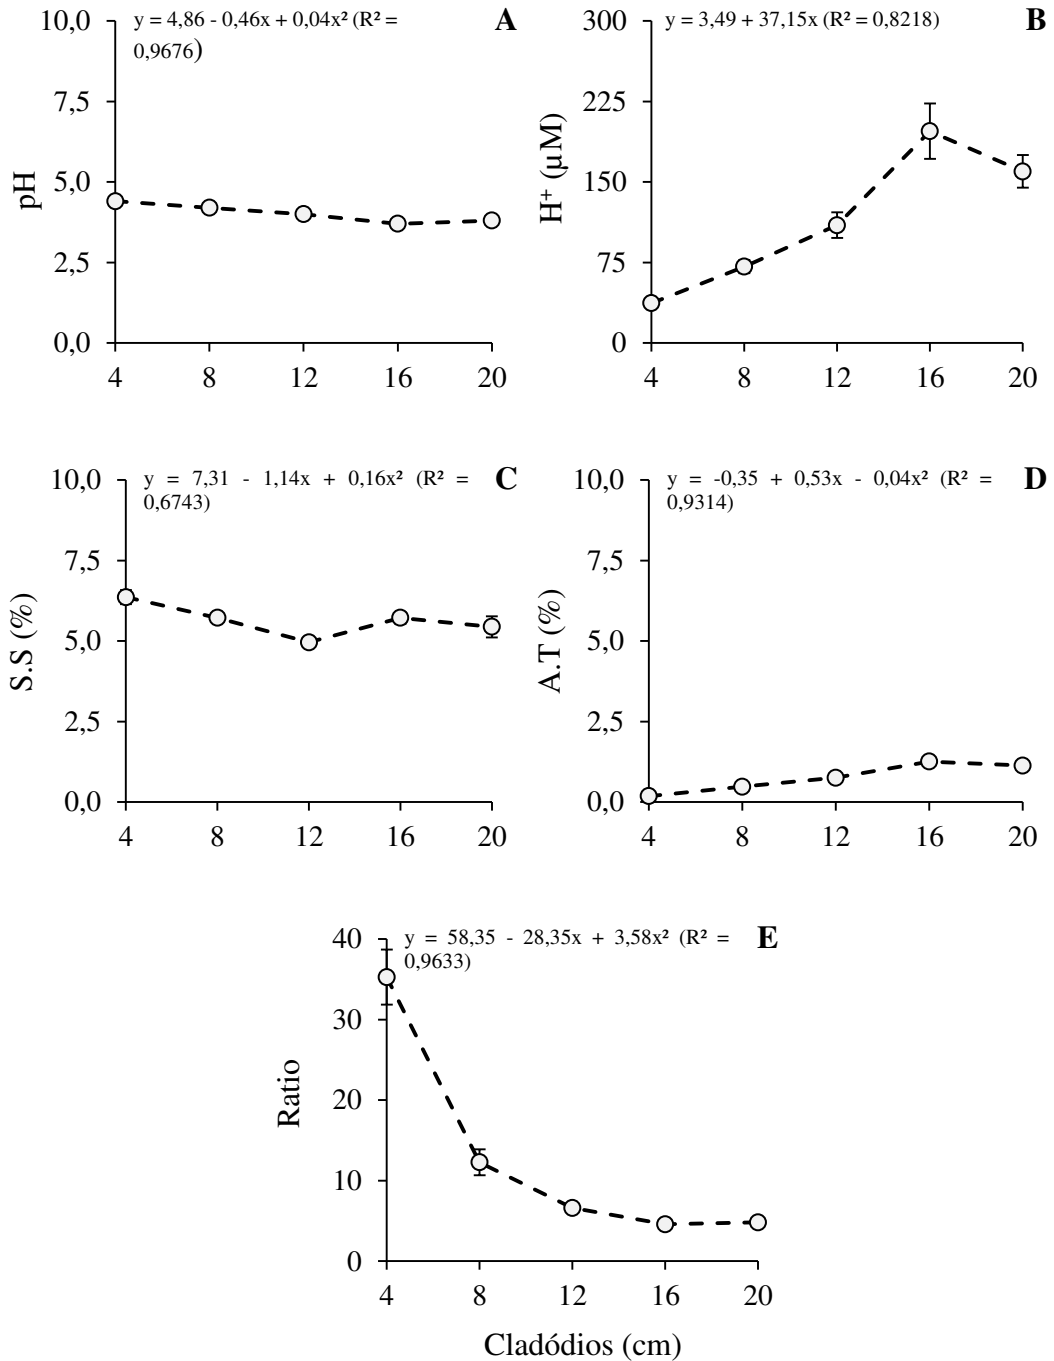 y = 4,86 - 0,46x + 0,04x² (R² =
0,9676)
A
10,0
7,5
5,0
2,5
0,0
pH
4 8 12 16 20
y = 3,49 + 37,15x (R² = 0,8218)
B
300
225
150
75
0
H⁺ (µM)
4 8 12 16 20
y = 7,31 - 1,14x + 0,16x² (R² =
0,6743)
C
10,0
7,5
5,0
2,5
0,0
S.S (%)
4 8 12 16 20
y = -0,35 + 0,53x - 0,04x² (R² =
0,9314)
D
10,0
7,5
5,0
2,5
0,0
A.T (%)
4 8 12 16 20
y = 58,35 - 28,35x + 3,58x² (R² =
0,9633)
E
40
30
20
10
0
Ratio
4 8 12 16 20
Cladódios (cm)